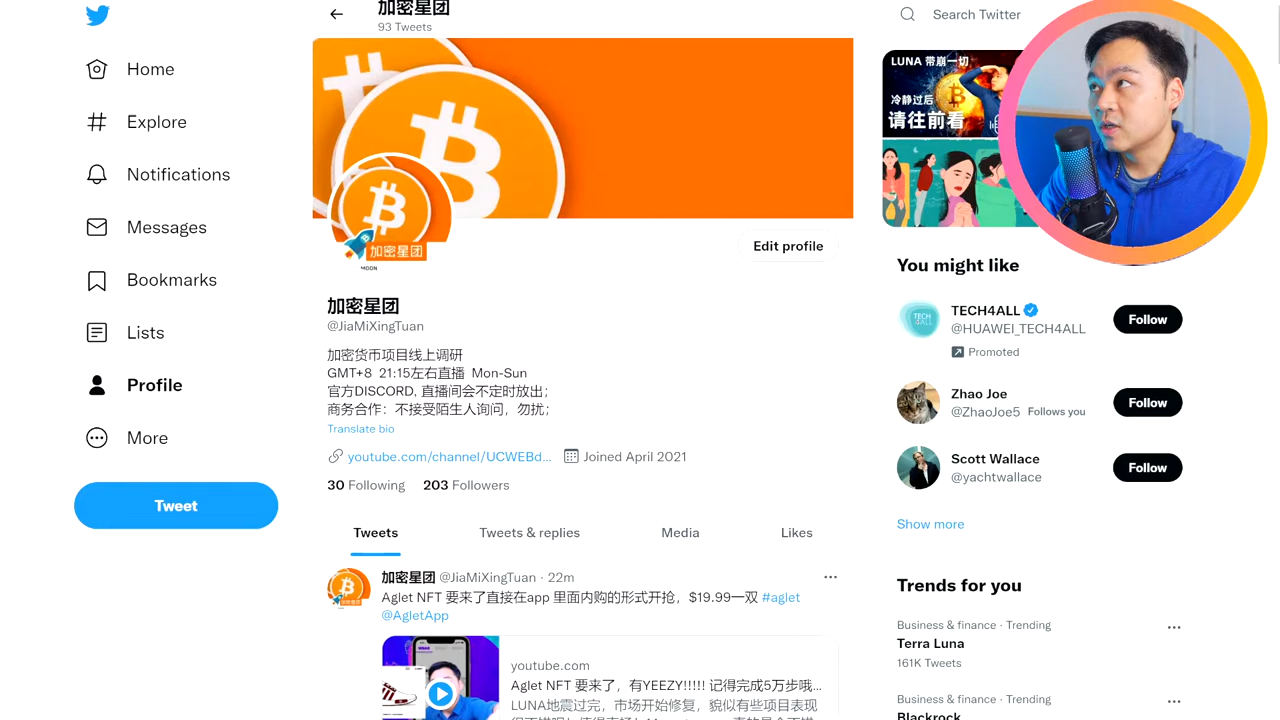 加密星团
93 Tweets
Search Twitter
Home
Explore
Notifications
Messages
Bookmarks
Lists
Profile
More
Tweet
加密星团
MOON
Edit profile
加密星团
@JiaMiXingTuan
加密货币项目线上调研
GMT+8 21:15左右直播 Mon-Sun
官方DISCORD, 直播间会不定时放出;
商务合作：不接受陌生人询问，勿扰;
Translate bio
youtube.com/channel/UCWEBd...
Joined April 2021
30 Following
203 Followers
Tweets
Tweets & replies
Media
Likes
加密星团 @JiaMiXingTuan · 22m
Aglet NFT 要来了直接在app 里面内购的形式开抢，$19.99一双 #aglet
@AgletApp
youtube.com
Aglet NFT 要来了，有YEEZY!!!!! 记得完成5万步哦...
LUNA地震过完，市场开始修复，貌似有些项目表现
LUNA 带崩一切
冷静过后
请往前看
You might like
TECH4ALL
@HUAWEI_TECH4ALL
Promoted
Follow
Zhao Joe
@ZhaoJoe5 Follows you
Follow
Scott Wallace
@yachtwallace
Follow
Show more
Trends for you
Business & finance · Trending
Terra Luna
161K Tweets
Business & finance · Trending
Blackrock